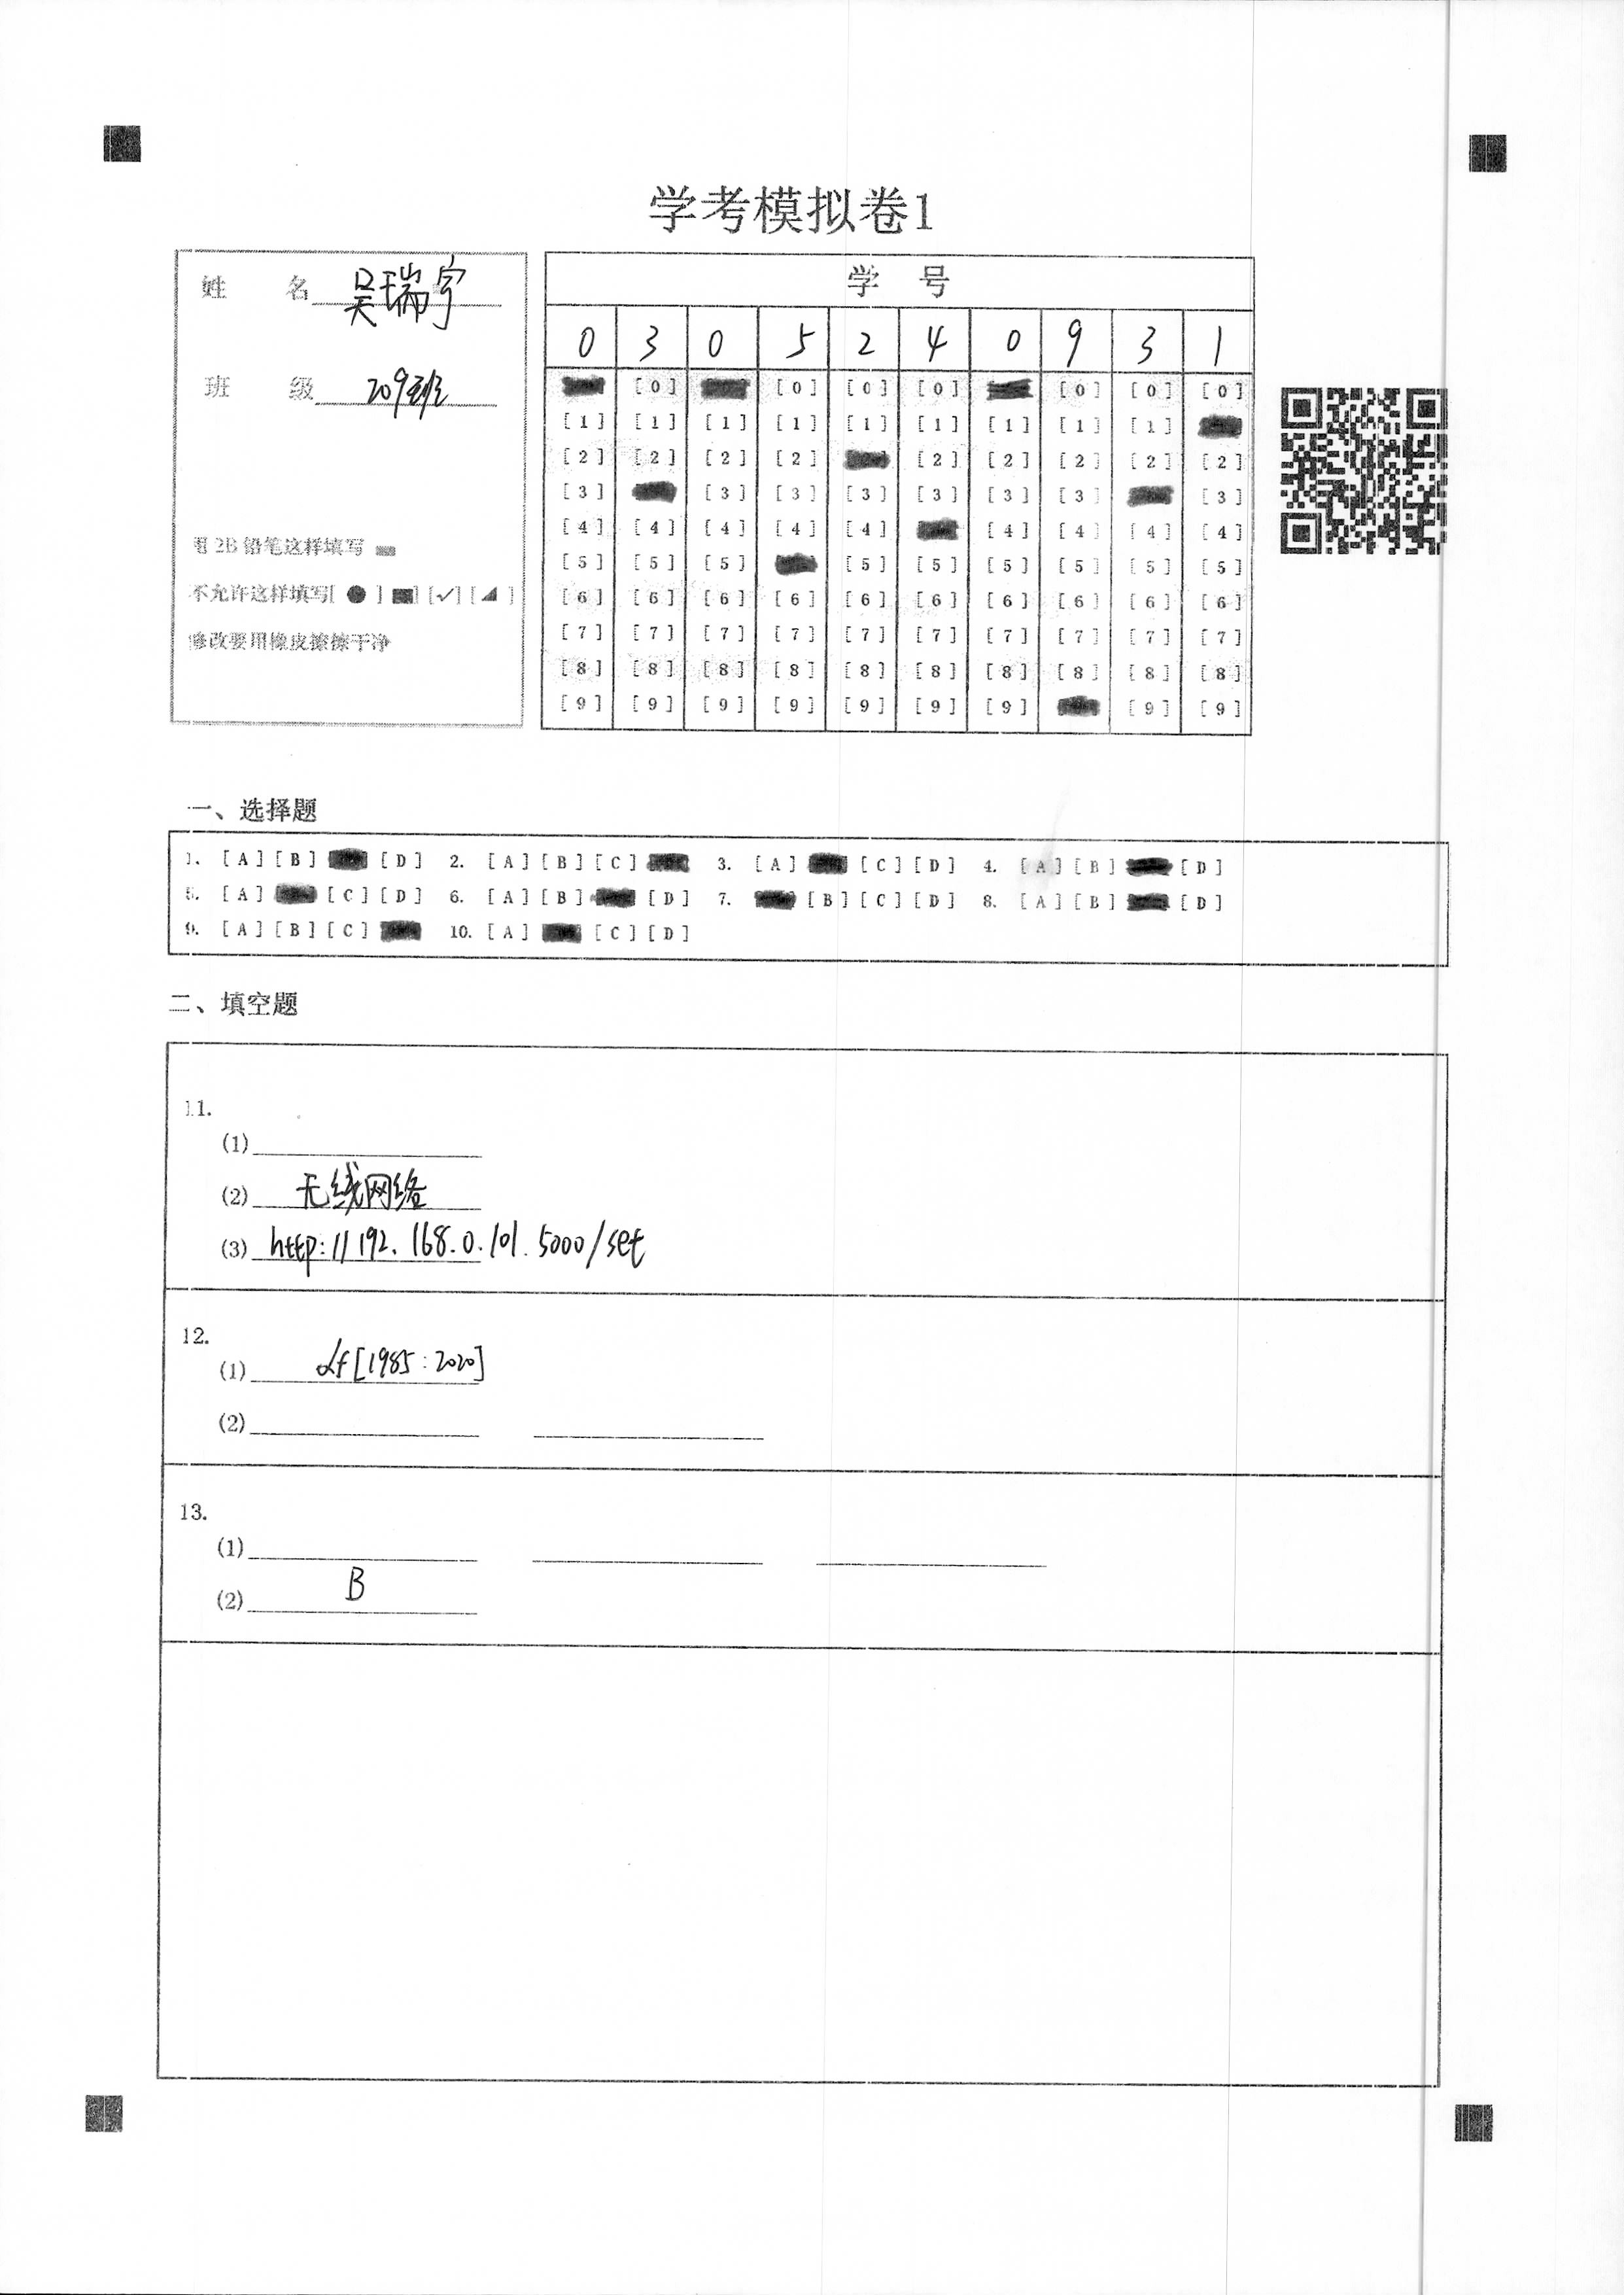 学考模拟卷1
姓 名 吴瑞宇
班 级 209班
用 2B 铅笔这样填写
不允许这样填写[ ● ] [■] [✓] [◢ ]
修改要用橡皮擦擦干净
学 号
0 3 0 5 2 4 0 9 3 1
[0] [0] [0] [0] [0] [0] [0]
[1] [1] [1] [1] [1] [1] [1] [1] [1]
[2] [2] [2] [2] [2] [2] [2] [2] [2]
[3] [3] [3] [3] [3] [3] [3] [3]
[4] [4] [4] [4] [4] [4] [4] [4] [4]
[5] [5] [5] [5] [5] [5] [5] [5] [5]
[6] [6] [6] [6] [6] [6] [6] [6] [6] [6]
[7] [7] [7] [7] [7] [7] [7] [7] [7] [7]
[8] [8] [8] [8] [8] [8] [8] [8] [8] [8]
[9] [9] [9] [9] [9] [9] [9] [9] [9]
一、选择题
1. [A] [B] [D] 2. [A] [B] [C] 3. [A] [C] [D] 4. [A] [B] [D]
5. [A] [C] [D] 6. [A] [B] [D] 7. [B] [C] [D] 8. [A] [B] [D]
9. [A] [B] [C] 10. [A] [C] [D]
二、填空题
11.
(1)
(2) 无线网络
(3) http://192.168.0.101.5000/set
12.
(1) df[1985:2020]
(2)
13.
(1)
(2) B